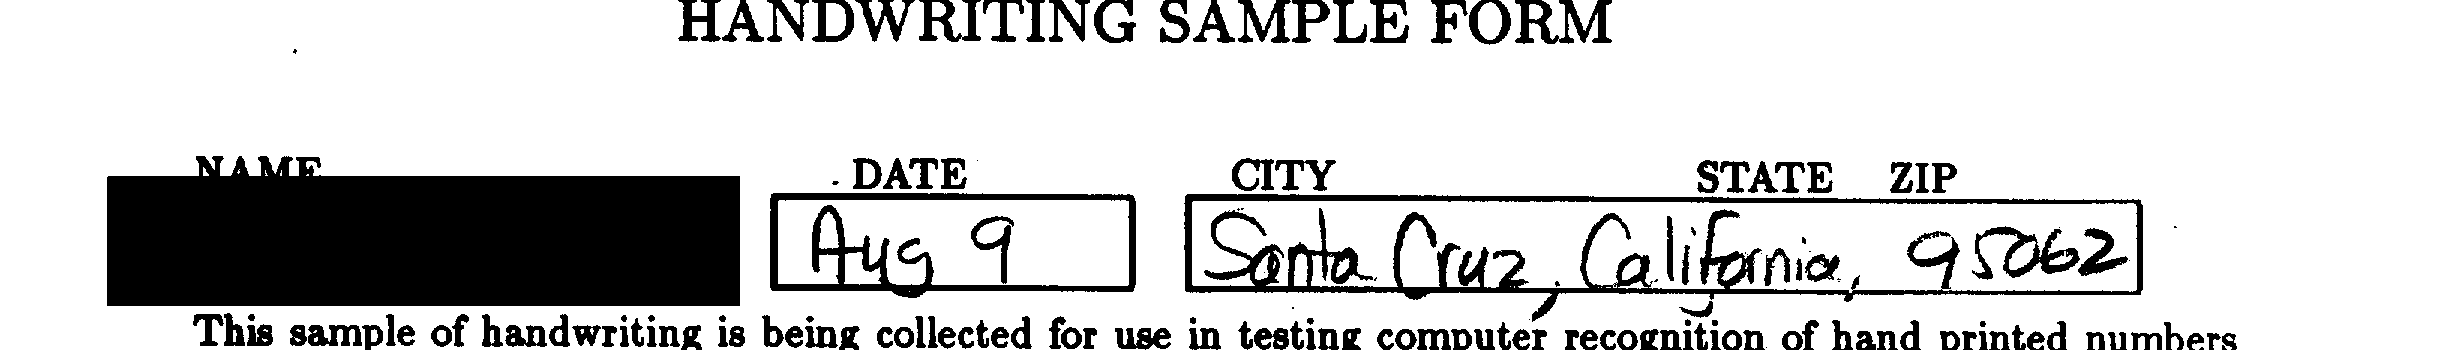 HANDWRITING SAMPLE FORM
NAME DATE CITY STATE ZIP
Aug 9 Santa Cruz, California, 95062
This sample of handwriting is being collected for use in testing computer recognition of hand printed numbers